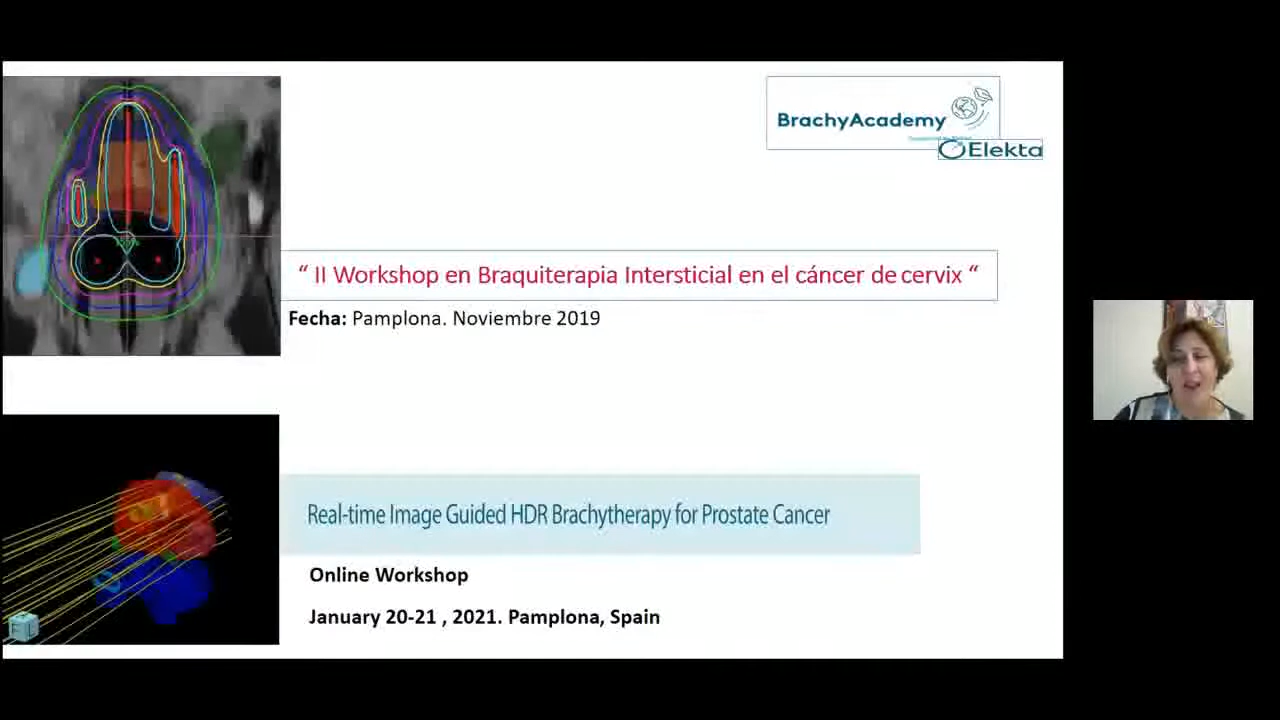 BrachyAcademy
Elekta
“ II Workshop en Braquiterapia Intersticial en el cáncer de cervix “
Fecha: Pamplona. Noviembre 2019
Real-time Image Guided HDR Brachytherapy for Prostate Cancer
Online Workshop
January 20-21 , 2021. Pamplona, Spain